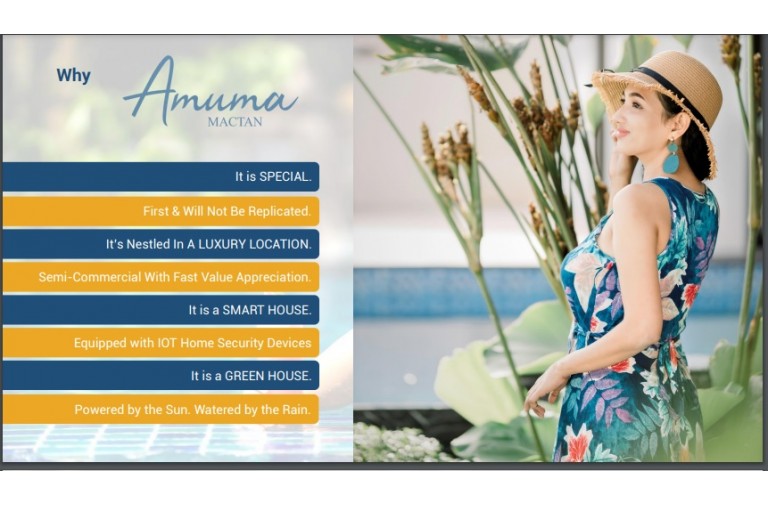 Why
Amuma
MACTAN
It is SPECIAL.
First & Will Not Be Replicated.
It's Nestled In A LUXURY LOCATION.
Semi-Commercial With Fast Value Appreciation.
It is a SMART HOUSE.
Equipped with IOT Home Security Devices
It is a GREEN HOUSE.
Powered by the Sun. Watered by the Rain.